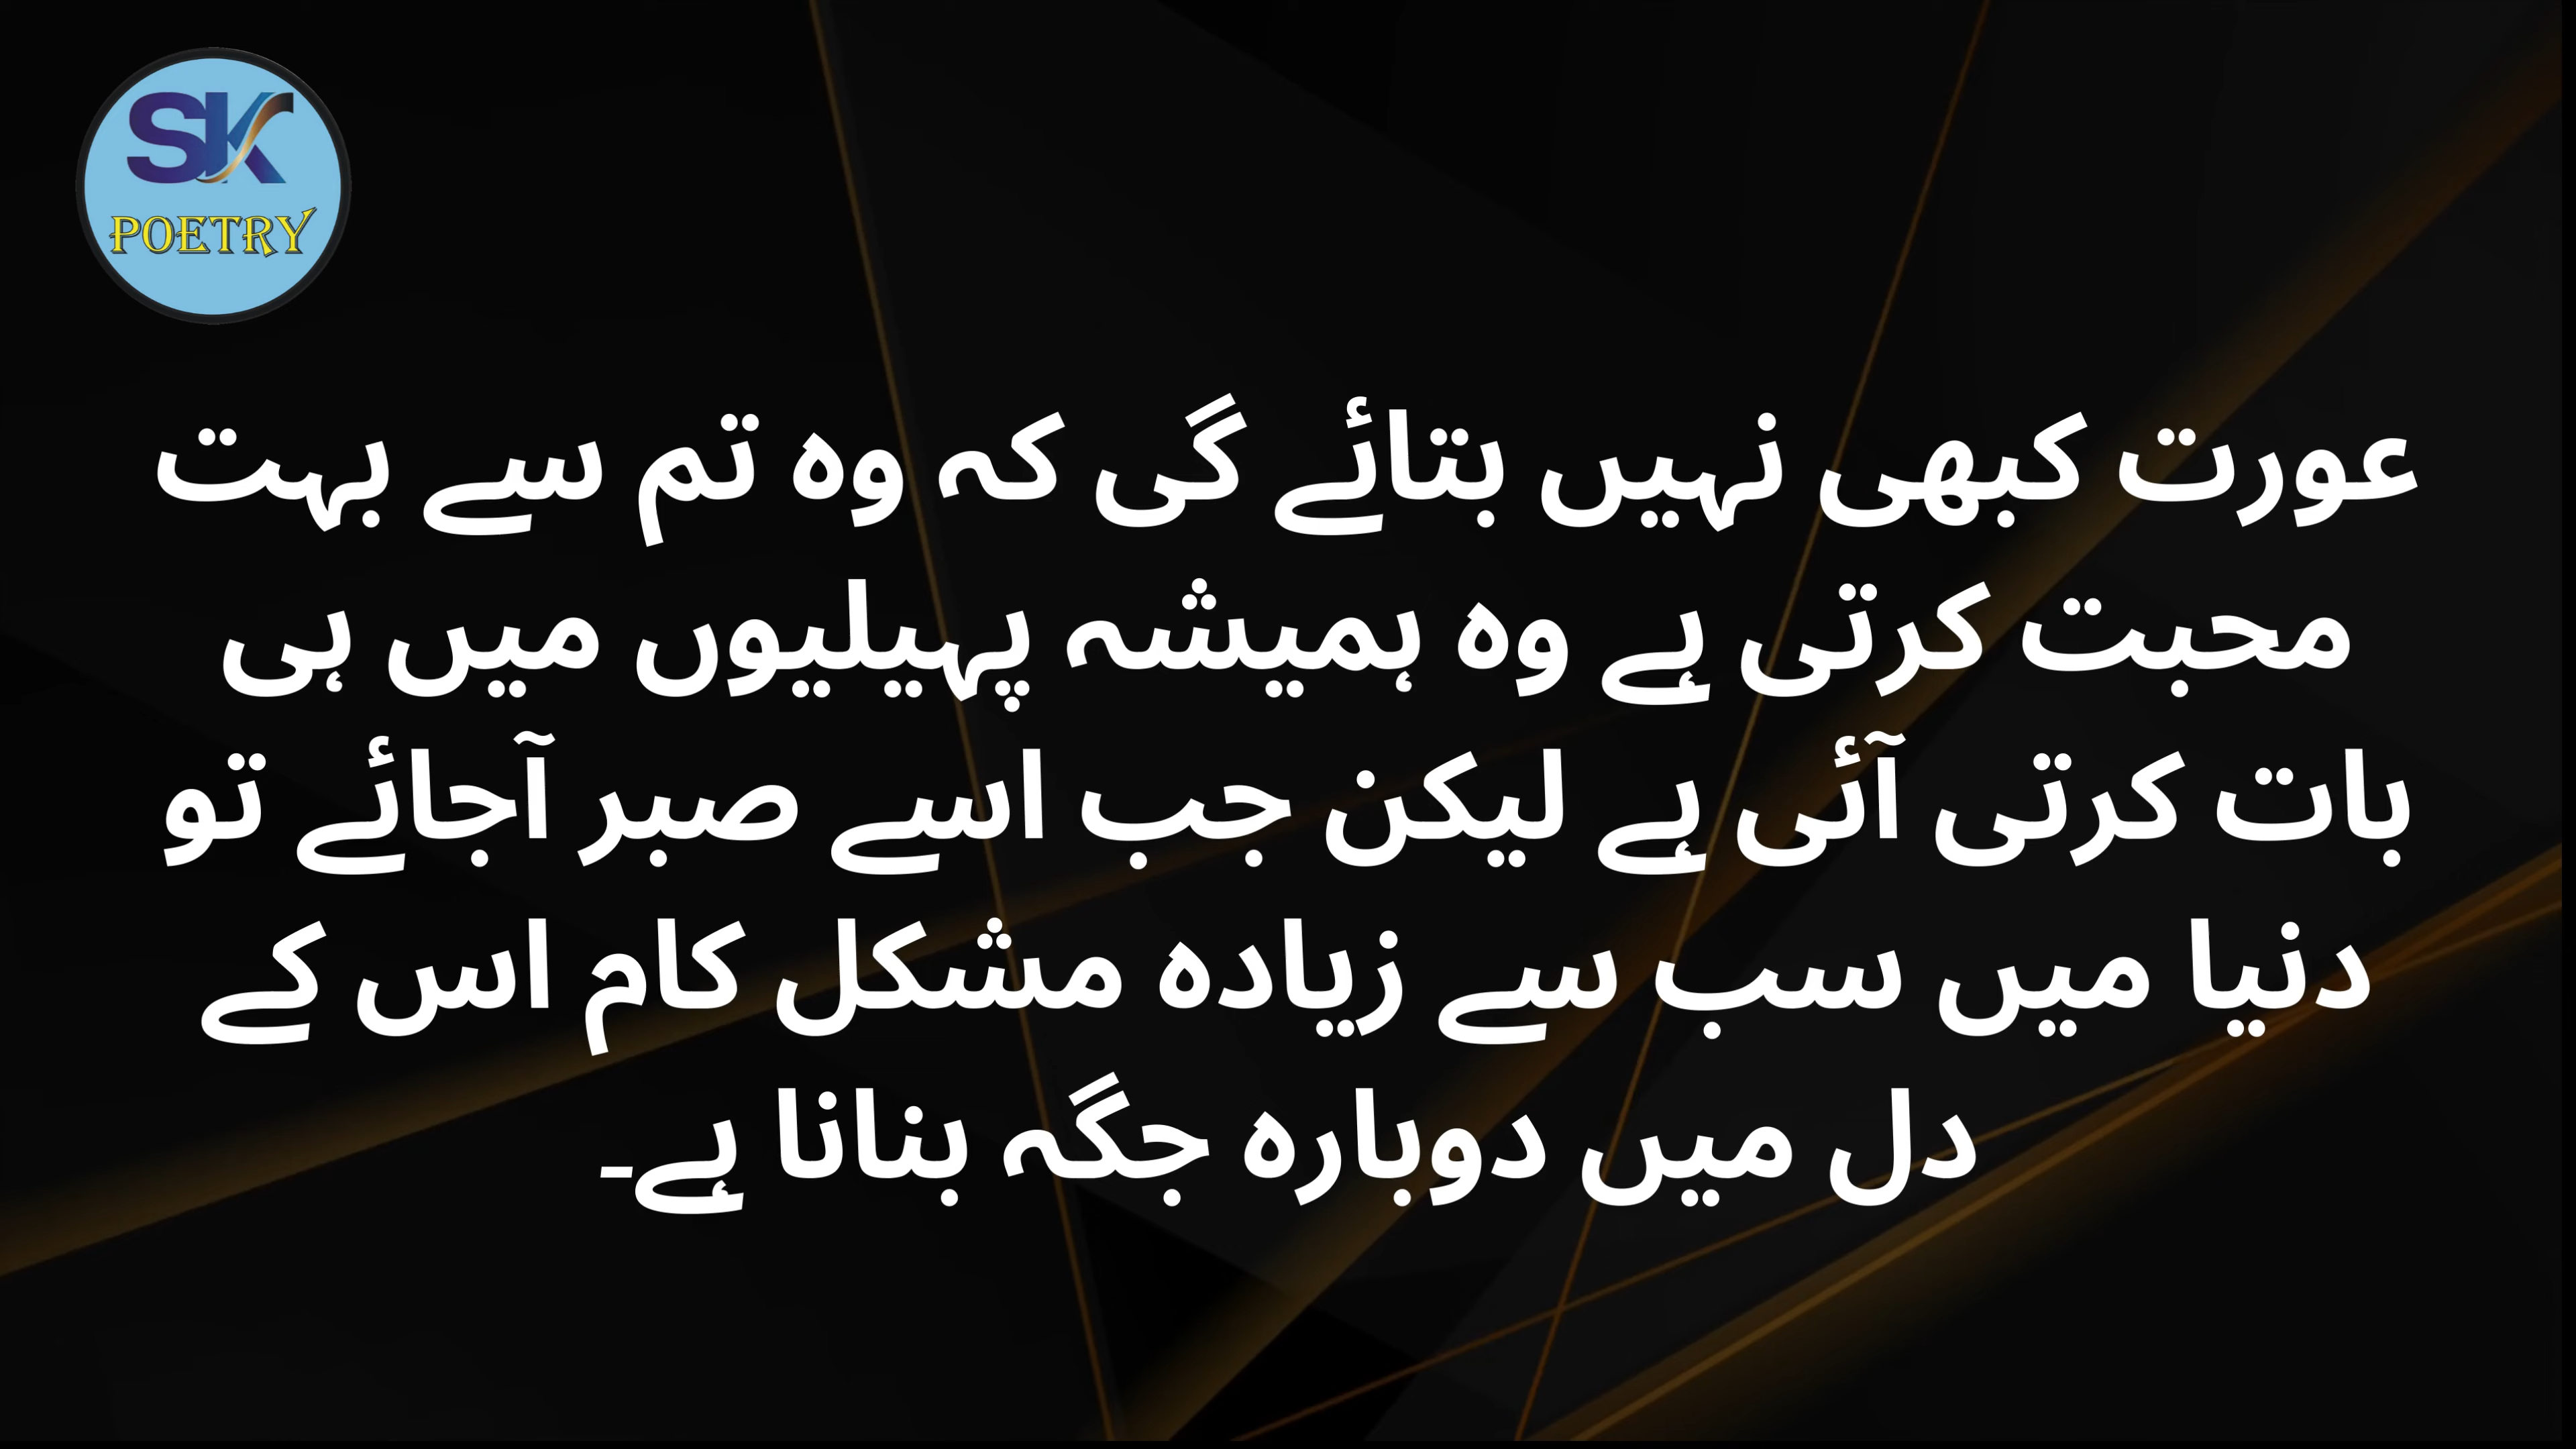 SK
POETRY
عورت کبھی نہیں بتائے گی کہ وہ تم سے بہت
محبت کرتی ہے وہ ہمیشہ پہیلیوں میں ہی
بات کرتی آئی ہے لیکن جب اسے صبر آجائے تو
دنیا میں سب سے زیادہ مشکل کام اس کے
دل میں دوبارہ جگہ بنانا ہے۔